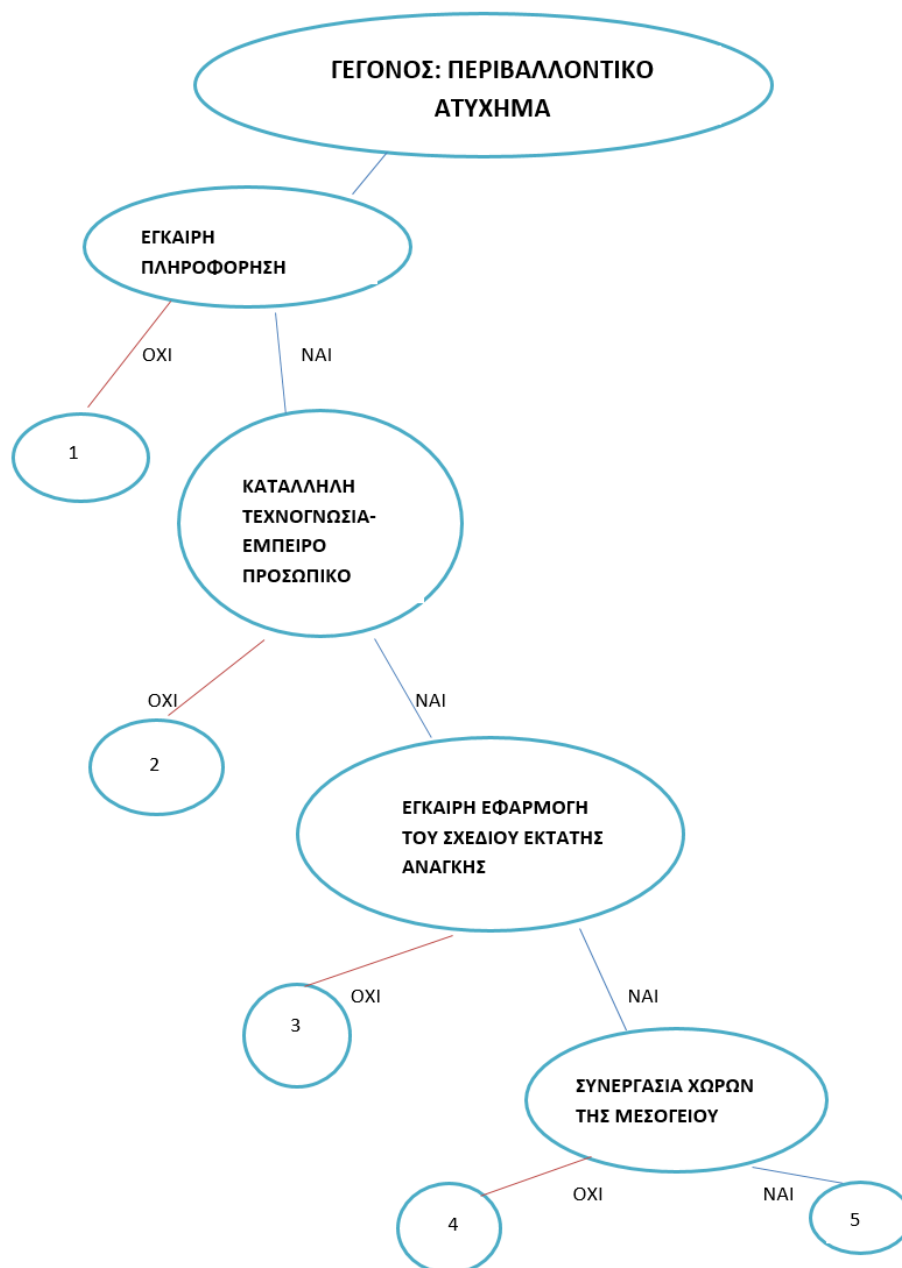 ΓΕΓΟΝΟΣ: ΠΕΡΙΒΑΛΛΟΝΤΙΚΟ
ΑΤΥΧΗΜΑ
ΕΓΚΑΙΡΗ
ΠΛΗΡΟΦΟΡΗΣΗ
ΟΧΙ
ΝΑΙ
1
ΚΑΤΑΛΛΗΛΗ
ΤΕΧΝΟΓΝΩΣΙΑ-
ΕΜΠΕΙΡΟ
ΠΡΟΣΩΠΙΚΟ
ΟΧΙ
ΝΑΙ
2
ΕΓΚΑΙΡΗ ΕΦΑΡΜΟΓΗ
ΤΟΥ ΣΧΕΔΙΟΥ ΕΚΤΑΤΗΣ
ΑΝΑΓΚΗΣ
ΟΧΙ
ΝΑΙ
3
ΣΥΝΕΡΓΑΣΙΑ ΧΩΡΩΝ
ΤΗΣ ΜΕΣΟΓΕΙΟΥ
ΟΧΙ
ΝΑΙ
4
5